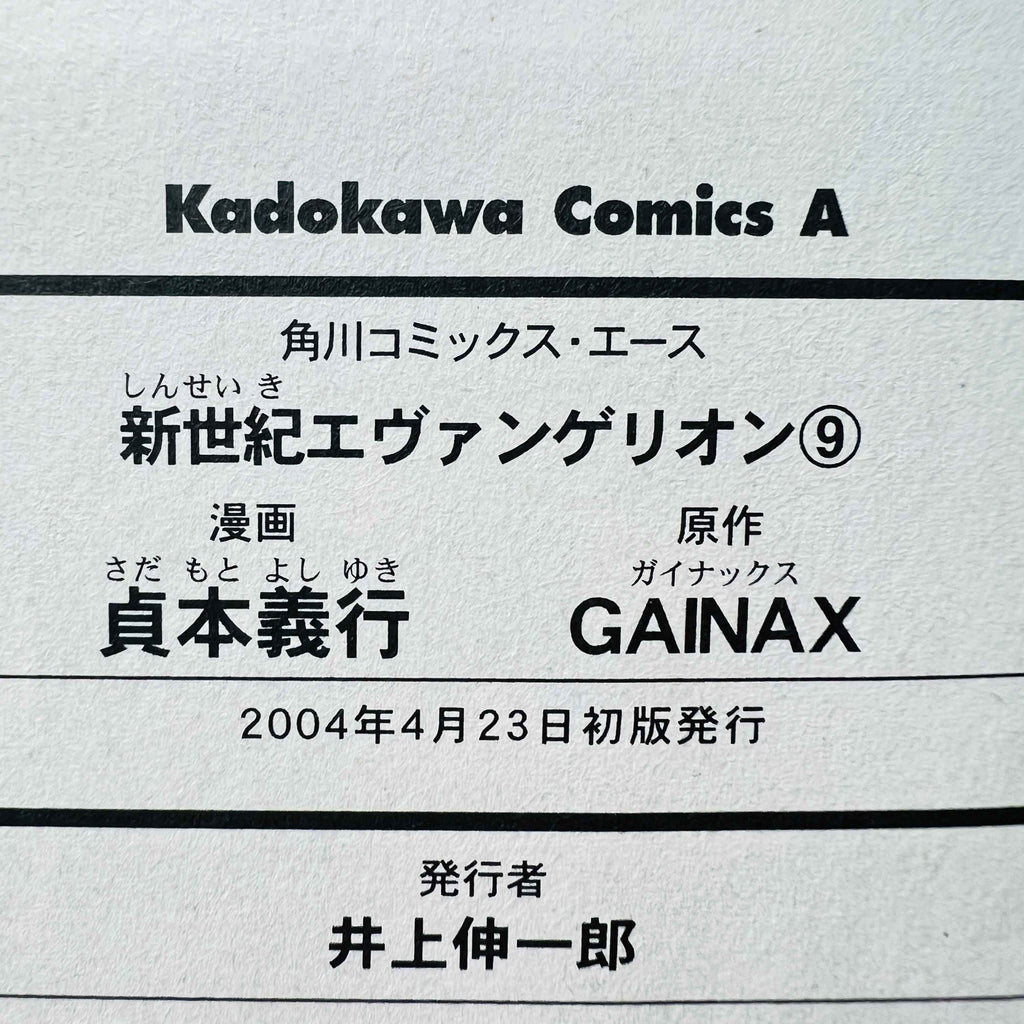 Kadokawa Comics A
角川コミックス・エース
しんせいき
新世紀エヴァンゲリオン⑨
漫画 原作
さだ もと よし ゆき ガイナックス
貞本義行 GAINAX
2004年4月23日初版発行
発行者
井上伸一郎